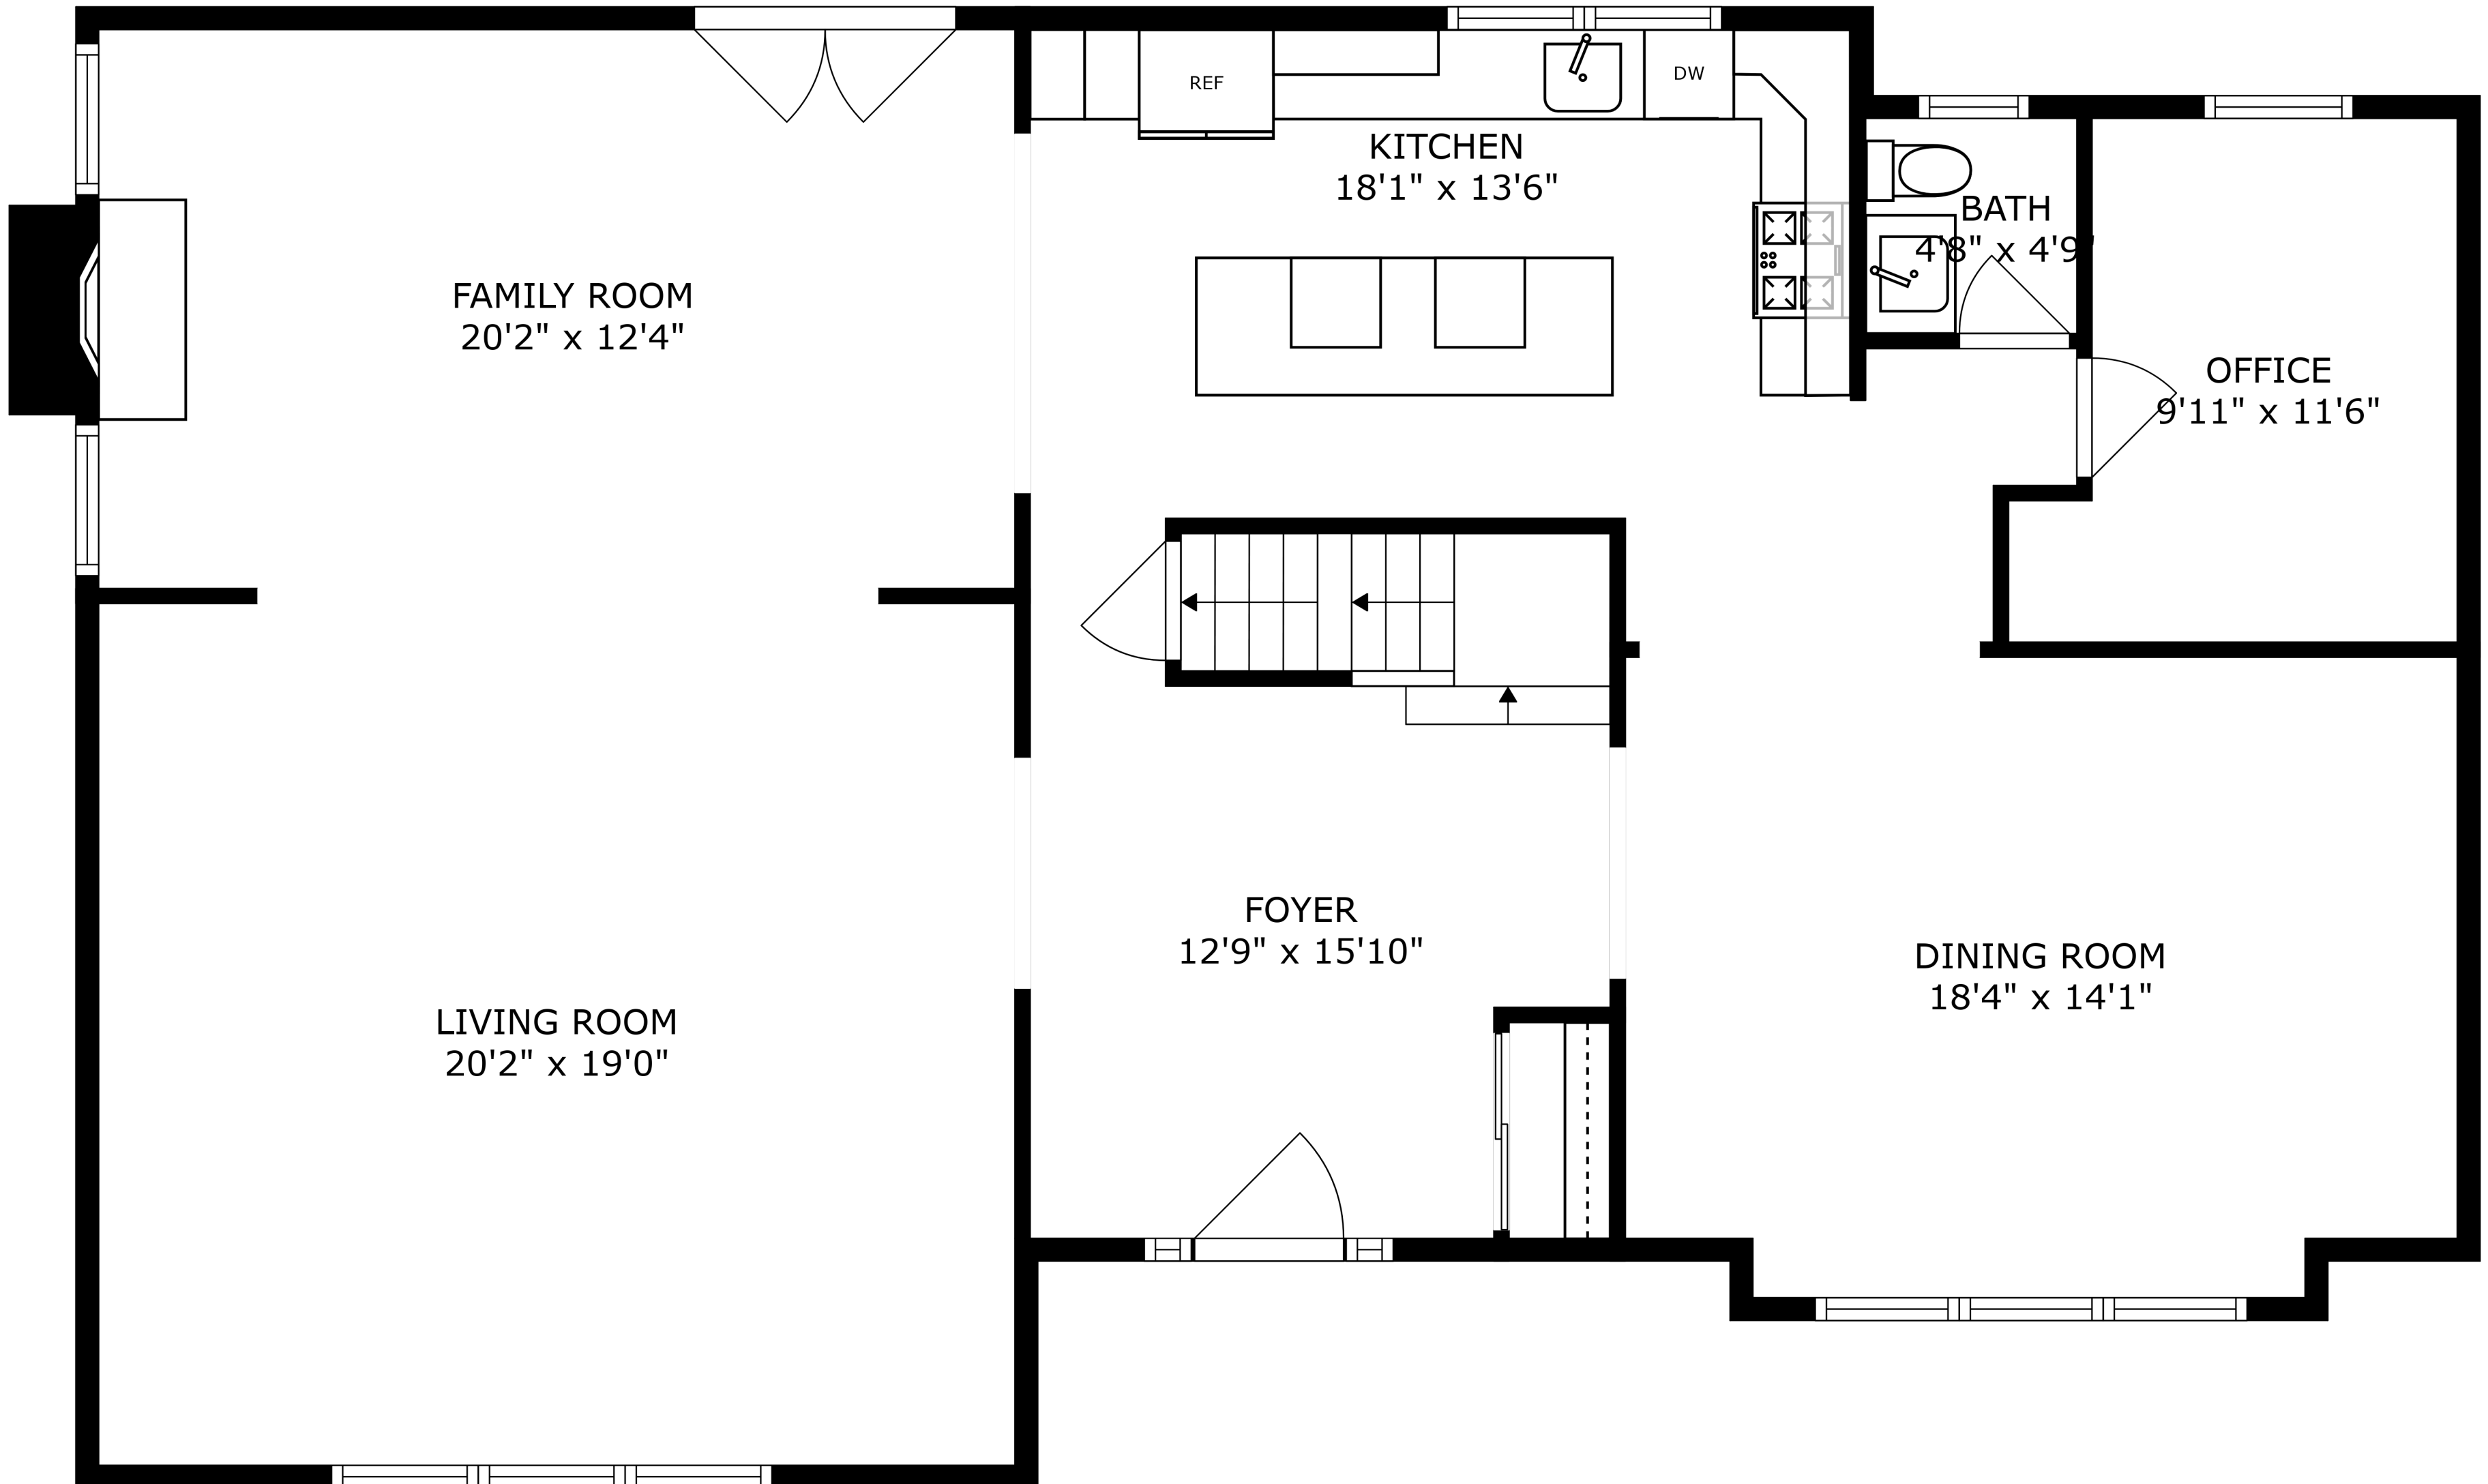 REF
DW
KITCHEN
18'1" x 13'6"
BATH
4'8" x 4'9"
FAMILY ROOM
20'2" x 12'4"
OFFICE
9'11" x 11'6"
FOYER
12'9" x 15'10"
DINING ROOM
18'4" x 14'1"
LIVING ROOM
20'2" x 19'0"